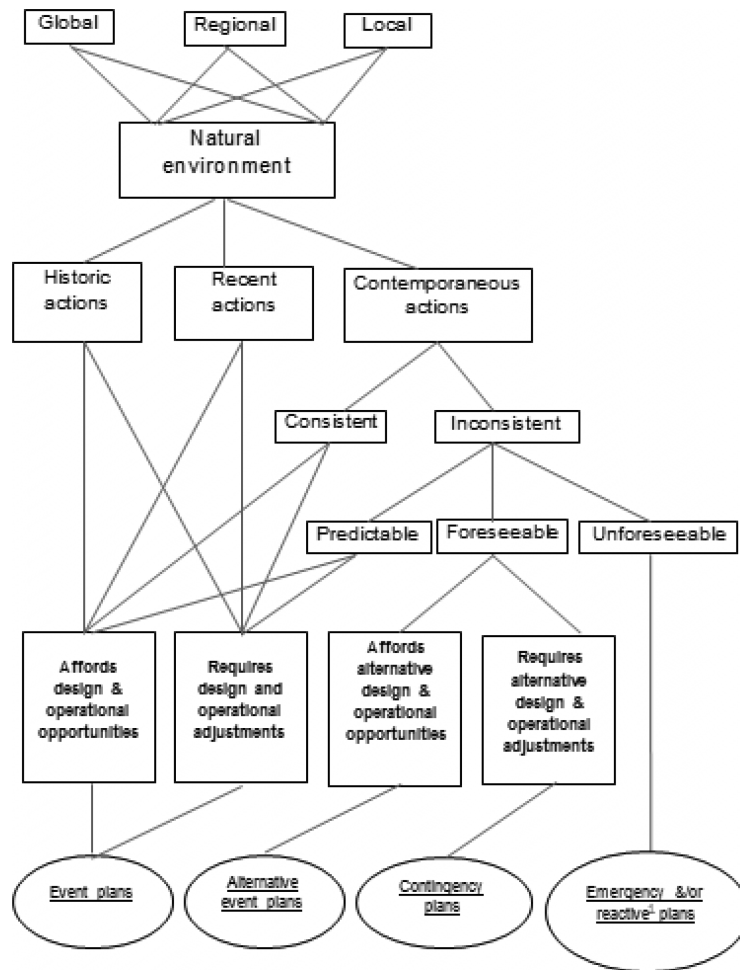 Global
Regional
Local
Natural
environment
Historic
actions
Recent
actions
Contemporaneous
actions
Consistent
Inconsistent
Predictable
Foreseeable
Unforeseeable
Affords
design &
operational
opportunities
Requires
design and
operational
adjustments
Affords
alternative
design &
operational
opportunities
Requires
alternative
design &
operational
adjustments
Event plans
Alternative
event plans
Contingency
plans
Emergency &/or
reactive¹ plans